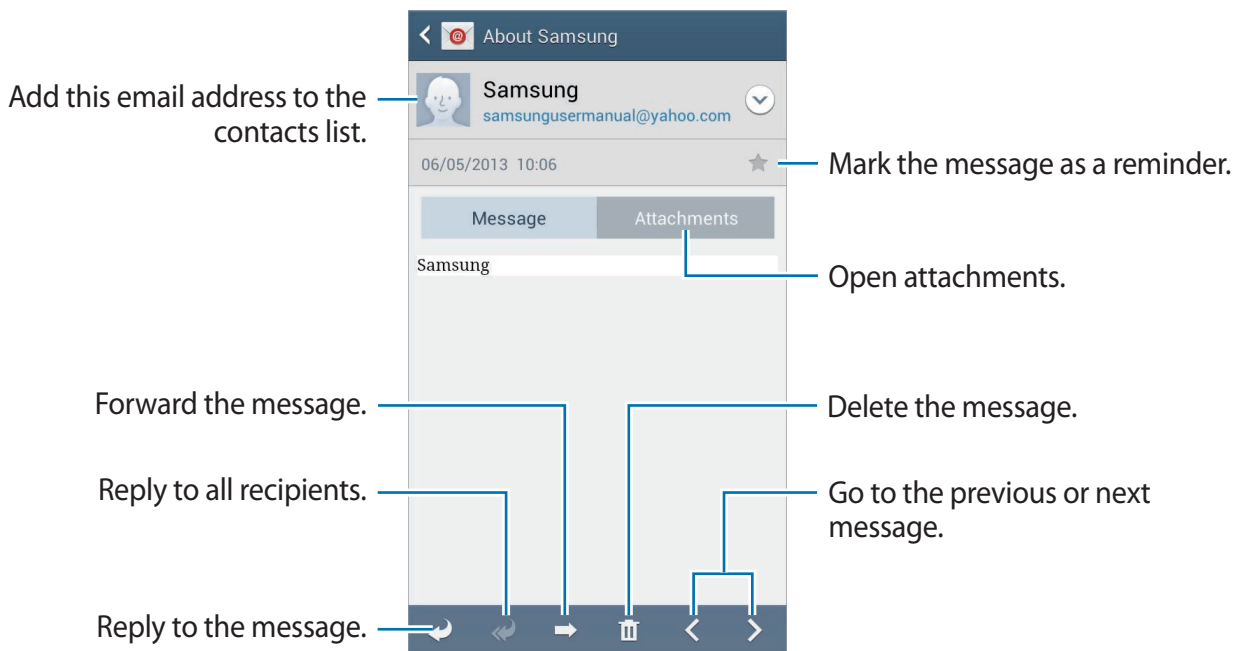 About Samsung
Add this email address to the
contacts list.
Samsung
samsungusermanual@yahoo.com
06/05/2013 10:06
Mark the message as a reminder.
Message
Attachments
Samsung
Open attachments.
Forward the message.
Delete the message.
Reply to all recipients.
Go to the previous or next
message.
Reply to the message.